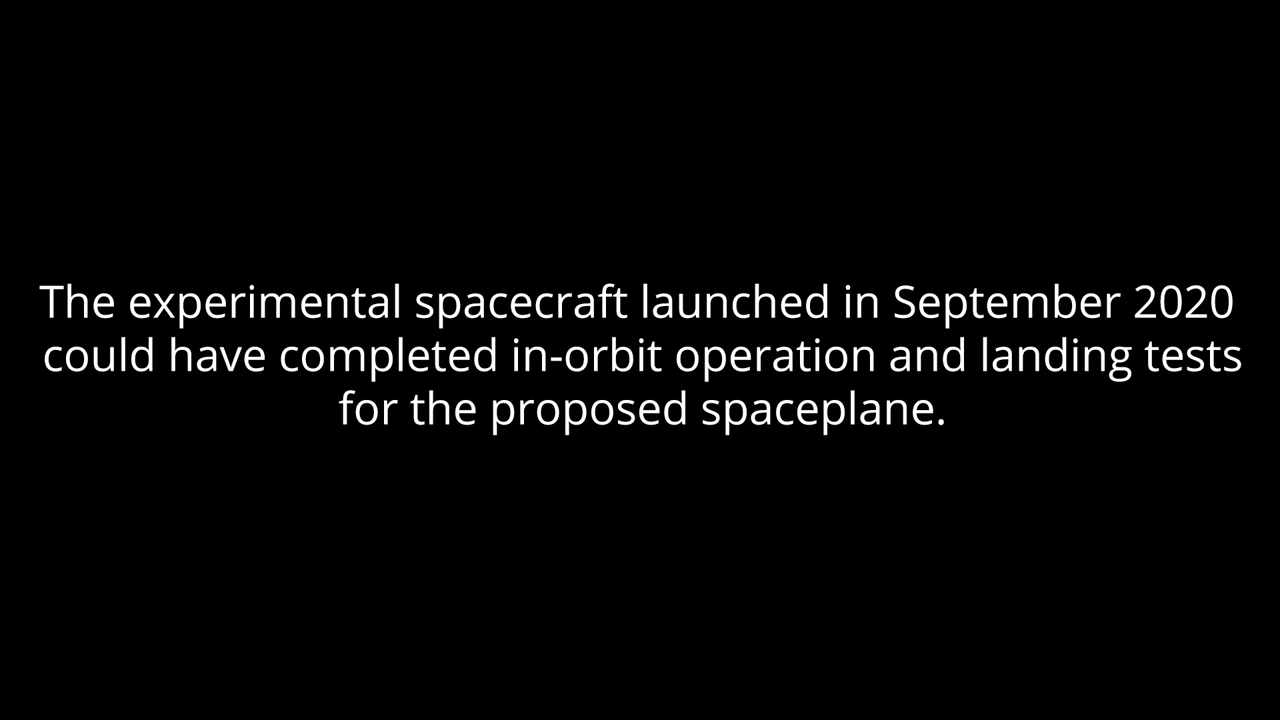 The experimental spacecraft launched in September 2020
could have completed in-orbit operation and landing tests
for the proposed spaceplane.